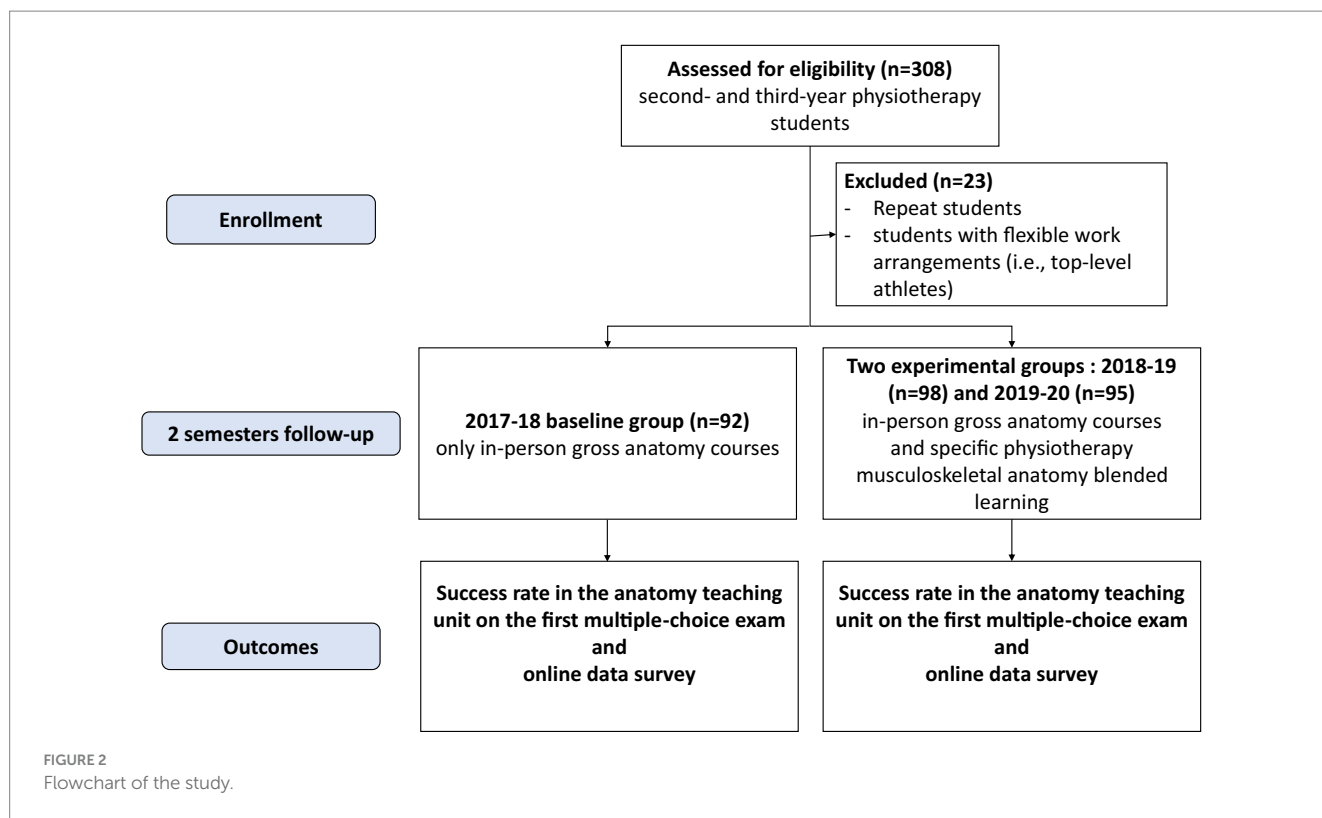 Assessed for eligibility (n=308)
second- and third-year physiotherapy
students
Enrollment
Excluded (n=23)
- Repeat students
- students with flexible work
arrangements (i.e., top-level
athletes)
2 semesters follow-up
2017-18 baseline group (n=92)
only in-person gross anatomy courses
Two experimental groups : 2018-19
(n=98) and 2019-20 (n=95)
in-person gross anatomy courses
and specific physiotherapy
musculoskeletal anatomy blended
learning
Outcomes
Success rate in the anatomy teaching
unit on the first multiple-choice exam
and
online data survey
Success rate in the anatomy teaching
unit on the first multiple-choice exam
and
online data survey
FIGURE 2
Flowchart of the study.